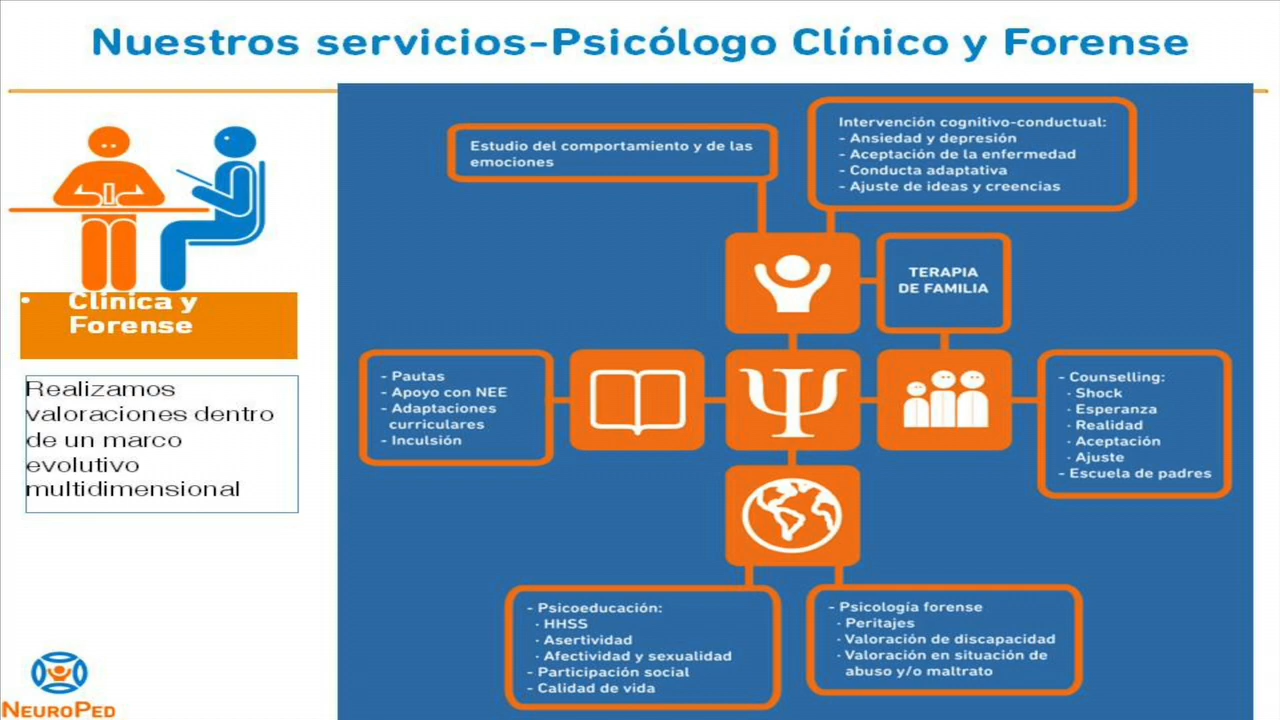 Nuestros servicios-Psicólogo Clínico y Forense
• Clínica y
Forense
Realizamos
valoraciones dentro
de un marco
evolutivo
multidimensional
Estudio del comportamiento y de las
emociones
Intervención cognitivo-conductual:
- Ansiedad y depresión
- Aceptación de la enfermedad
- Conducta adaptativa
- Ajuste de ideas y creencias
TERAPIA
DE FAMILIA
- Pautas
- Apoyo con NEE
- Adaptaciones
curriculares
- Inculsión
Ψ
- Counselling:
· Shock
· Esperanza
· Realidad
· Aceptación
· Ajuste
- Escuela de padres
- Psicoeducación:
· HHSS
· Asertividad
· Afectividad y sexualidad
- Participación social
- Calidad de vida
- Psicología forense
· Peritajes
· Valoración de discapacidad
· Valoración en situación de
abuso y/o maltrato
NEUROPED